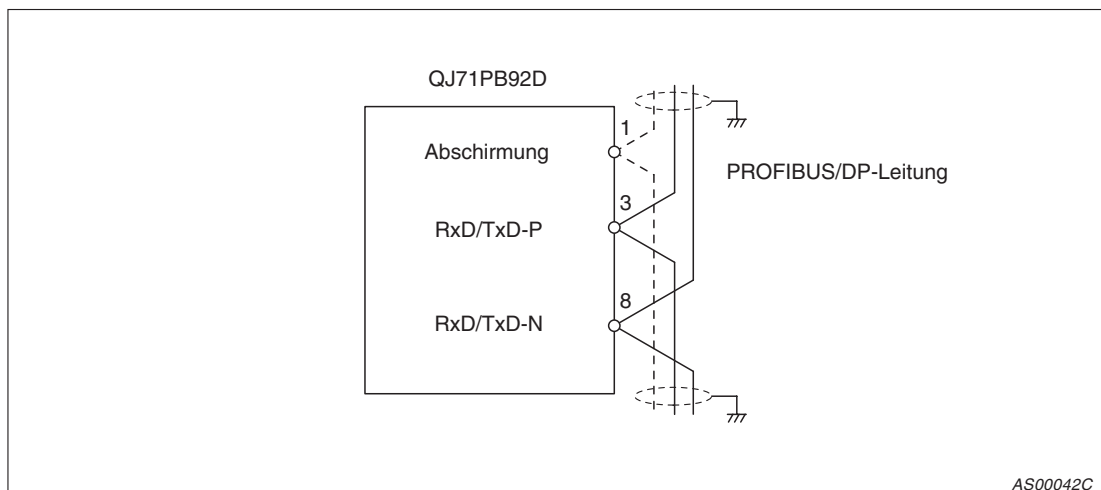 QJ71PB92D
1
Abschirmung
PROFIBUS/DP-Leitung
3
RxD/TxD-P
8
RxD/TxD-N
AS00042C